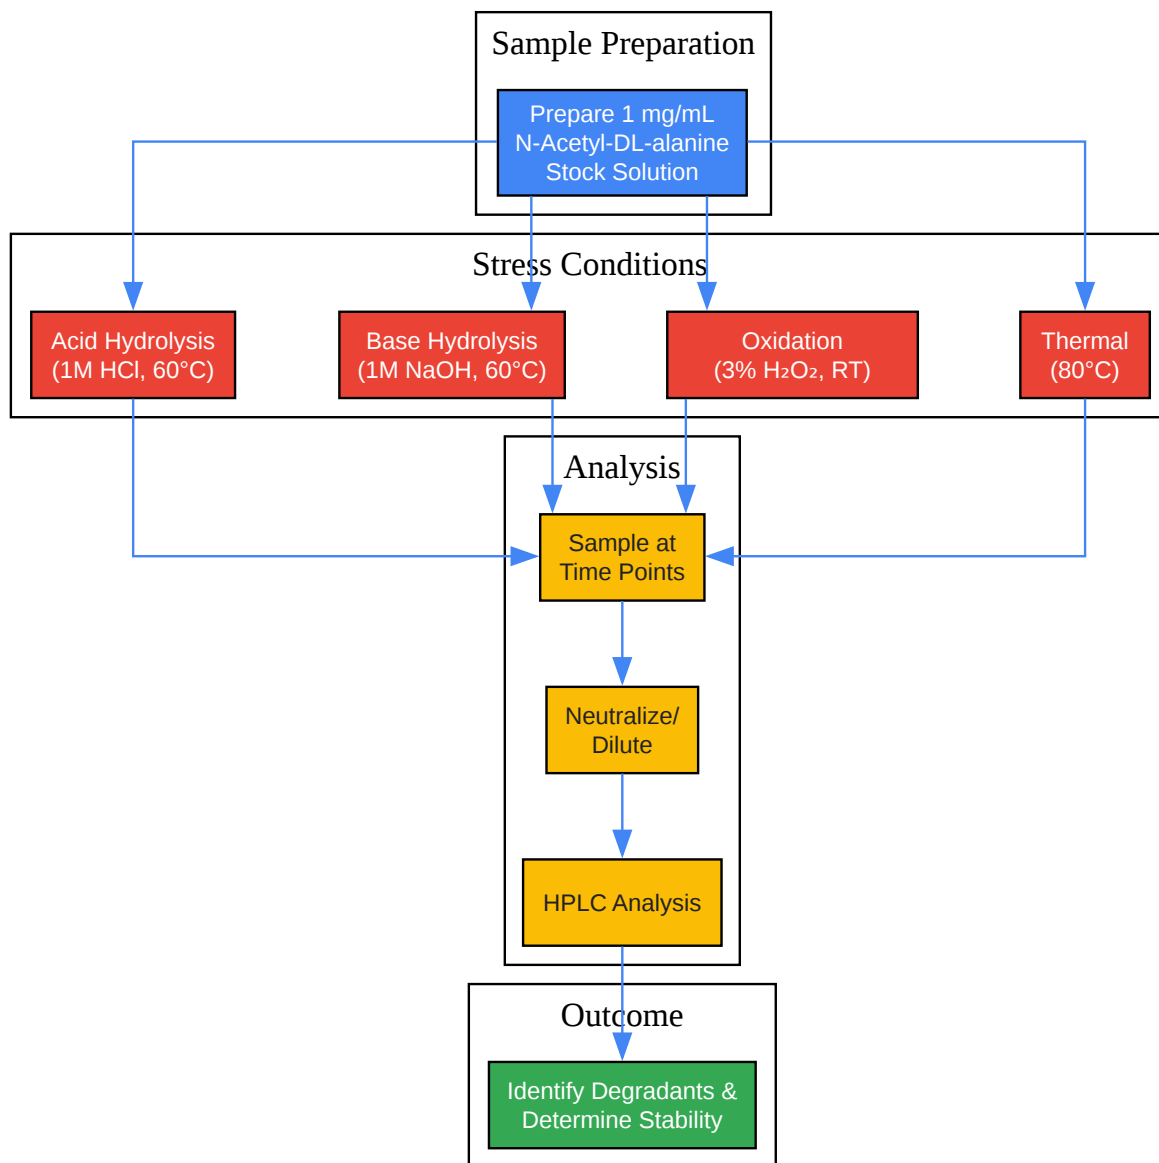 Sample Preparation
Prepare 1 mg/mL
N-Acetyl-DL-alanine
Stock Solution
Stress Conditions
Acid Hydrolysis
(1M HCl, 60°C)
Base Hydrolysis
(1M NaOH, 60°C)
Oxidation
(3% H₂O₂, RT)
Thermal
(80°C)
Analysis
Sample at
Time Points
Neutralize/
Dilute
HPLC Analysis
Outcome
Identify Degradants &
Determine Stability